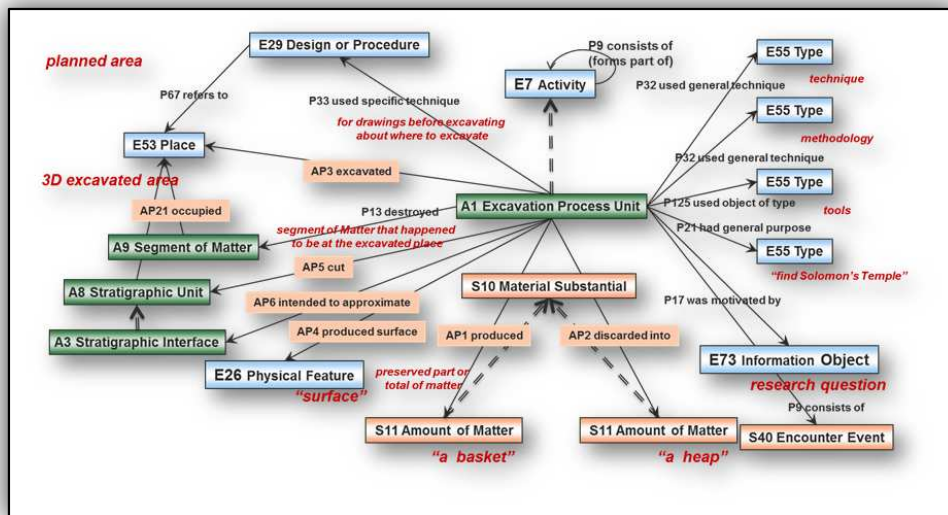 E29 Design or Procedure
planned area
P9 consists of
(forms part of)
E55 Type
technique
E7 Activity
P32 used general technique
P67 refers to
P33 used specific technique
E55 Type
methodology
for drawings before excavating
about where to excavate
E53 Place
P32 used general technique
AP3 excavated
3D excavated area
E55 Type
tools
AP21 occupied
P13 destroyed
A1 Excavation Process Unit
P125 used object of type
P21 had general purpose
A9 Segment of Matter
segment of Matter that happened
to be at the excavated place
E55 Type
"find Solomon's Temple"
AP5 cut
A8 Stratigraphic Unit
S10 Material Substantial
AP6 intended to approximate
P17 was motivated by
AP4 produced surface
AP1 produced
AP2 discarded into
A3 Stratigraphic Interface
E73 Information Object
research question
E26 Physical Feature
"surface"
preserved part or
total of matter
P9 consists of
S11 Amount of Matter
"a basket"
S11 Amount of Matter
"a heap"
S40 Encounter Event